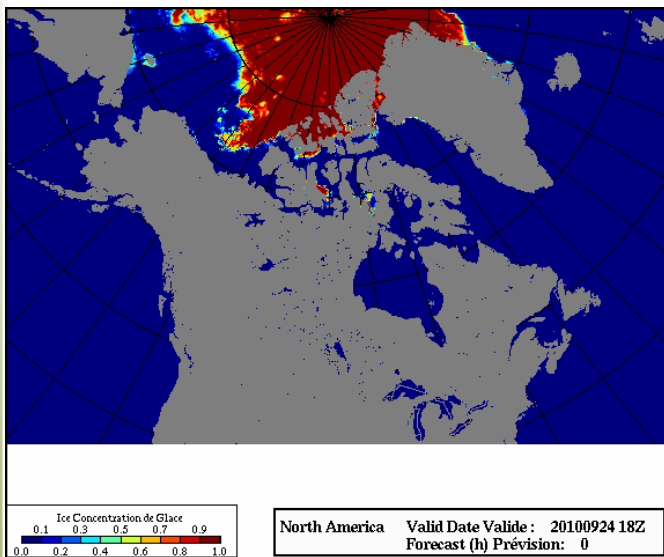 Ice Concentration de Glace
0.1 0.3 0.5 0.7 0.9
0.0 0.2 0.4 0.6 0.8 1.0
North America Valid Date Valide : 20100924 18Z
Forecast (h) Prévision: 0